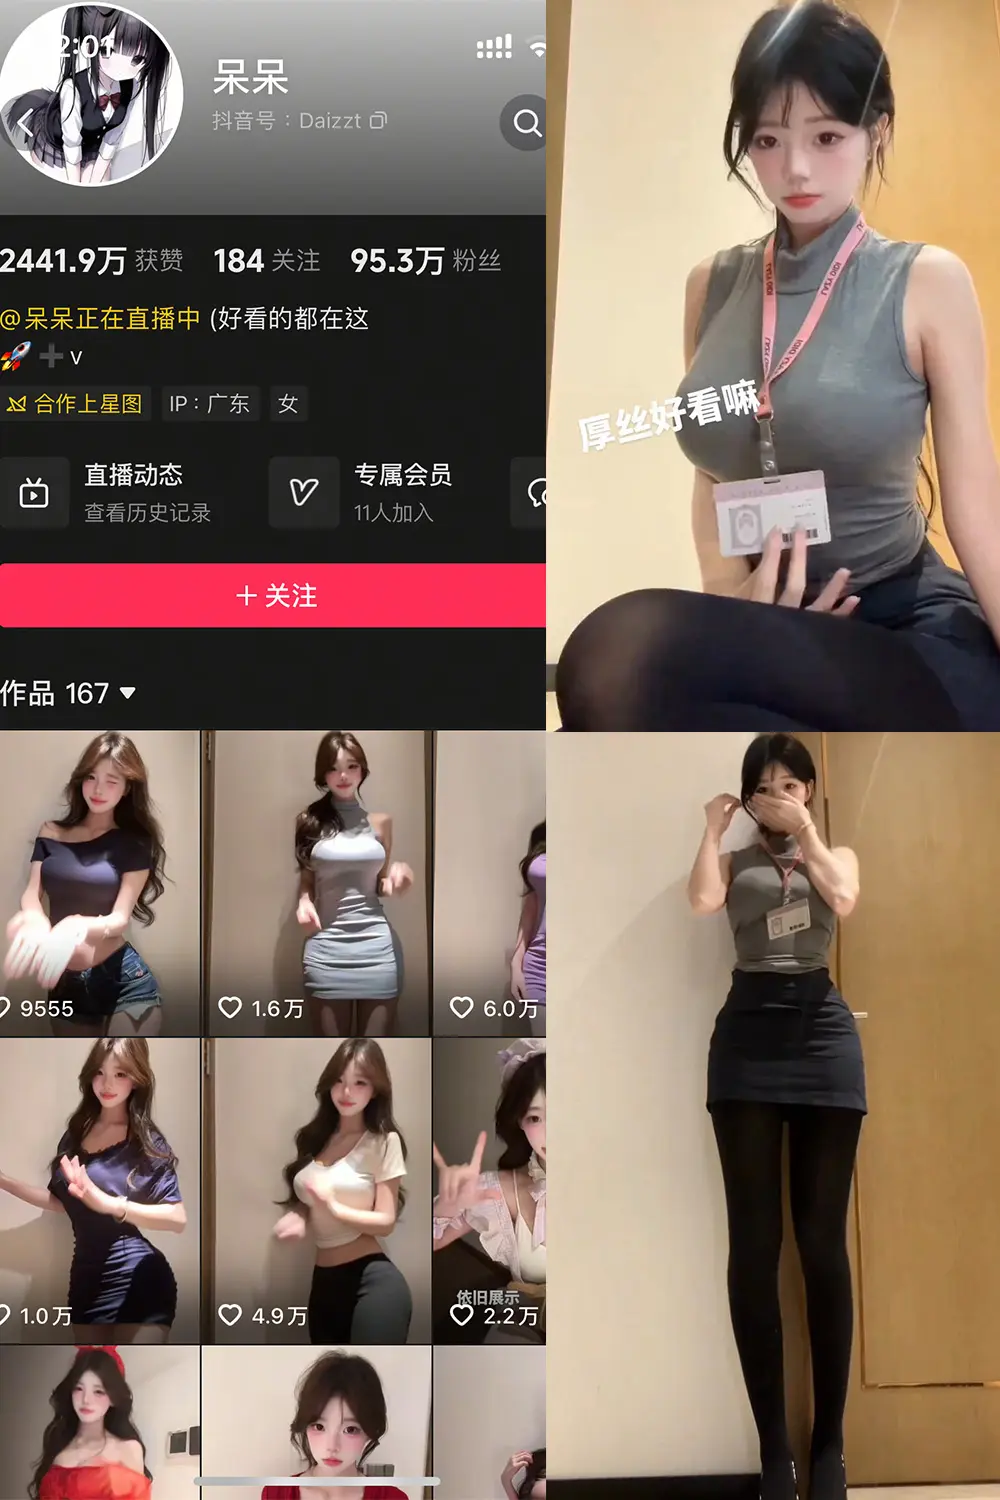 2:01
呆呆
抖音号：Daizzt
2441.9万 获赞 184 关注 95.3万 粉丝
@呆呆正在直播中 (好看的都在这
🚀➕v
合作上星图 IP：广东 女
直播动态
查看历史记录
专属会员
11人加入
+ 关注
作品 167
9555
1.6万
6.0万
1.0万
4.9万
依旧展示
2.2万
厚丝好看嘛